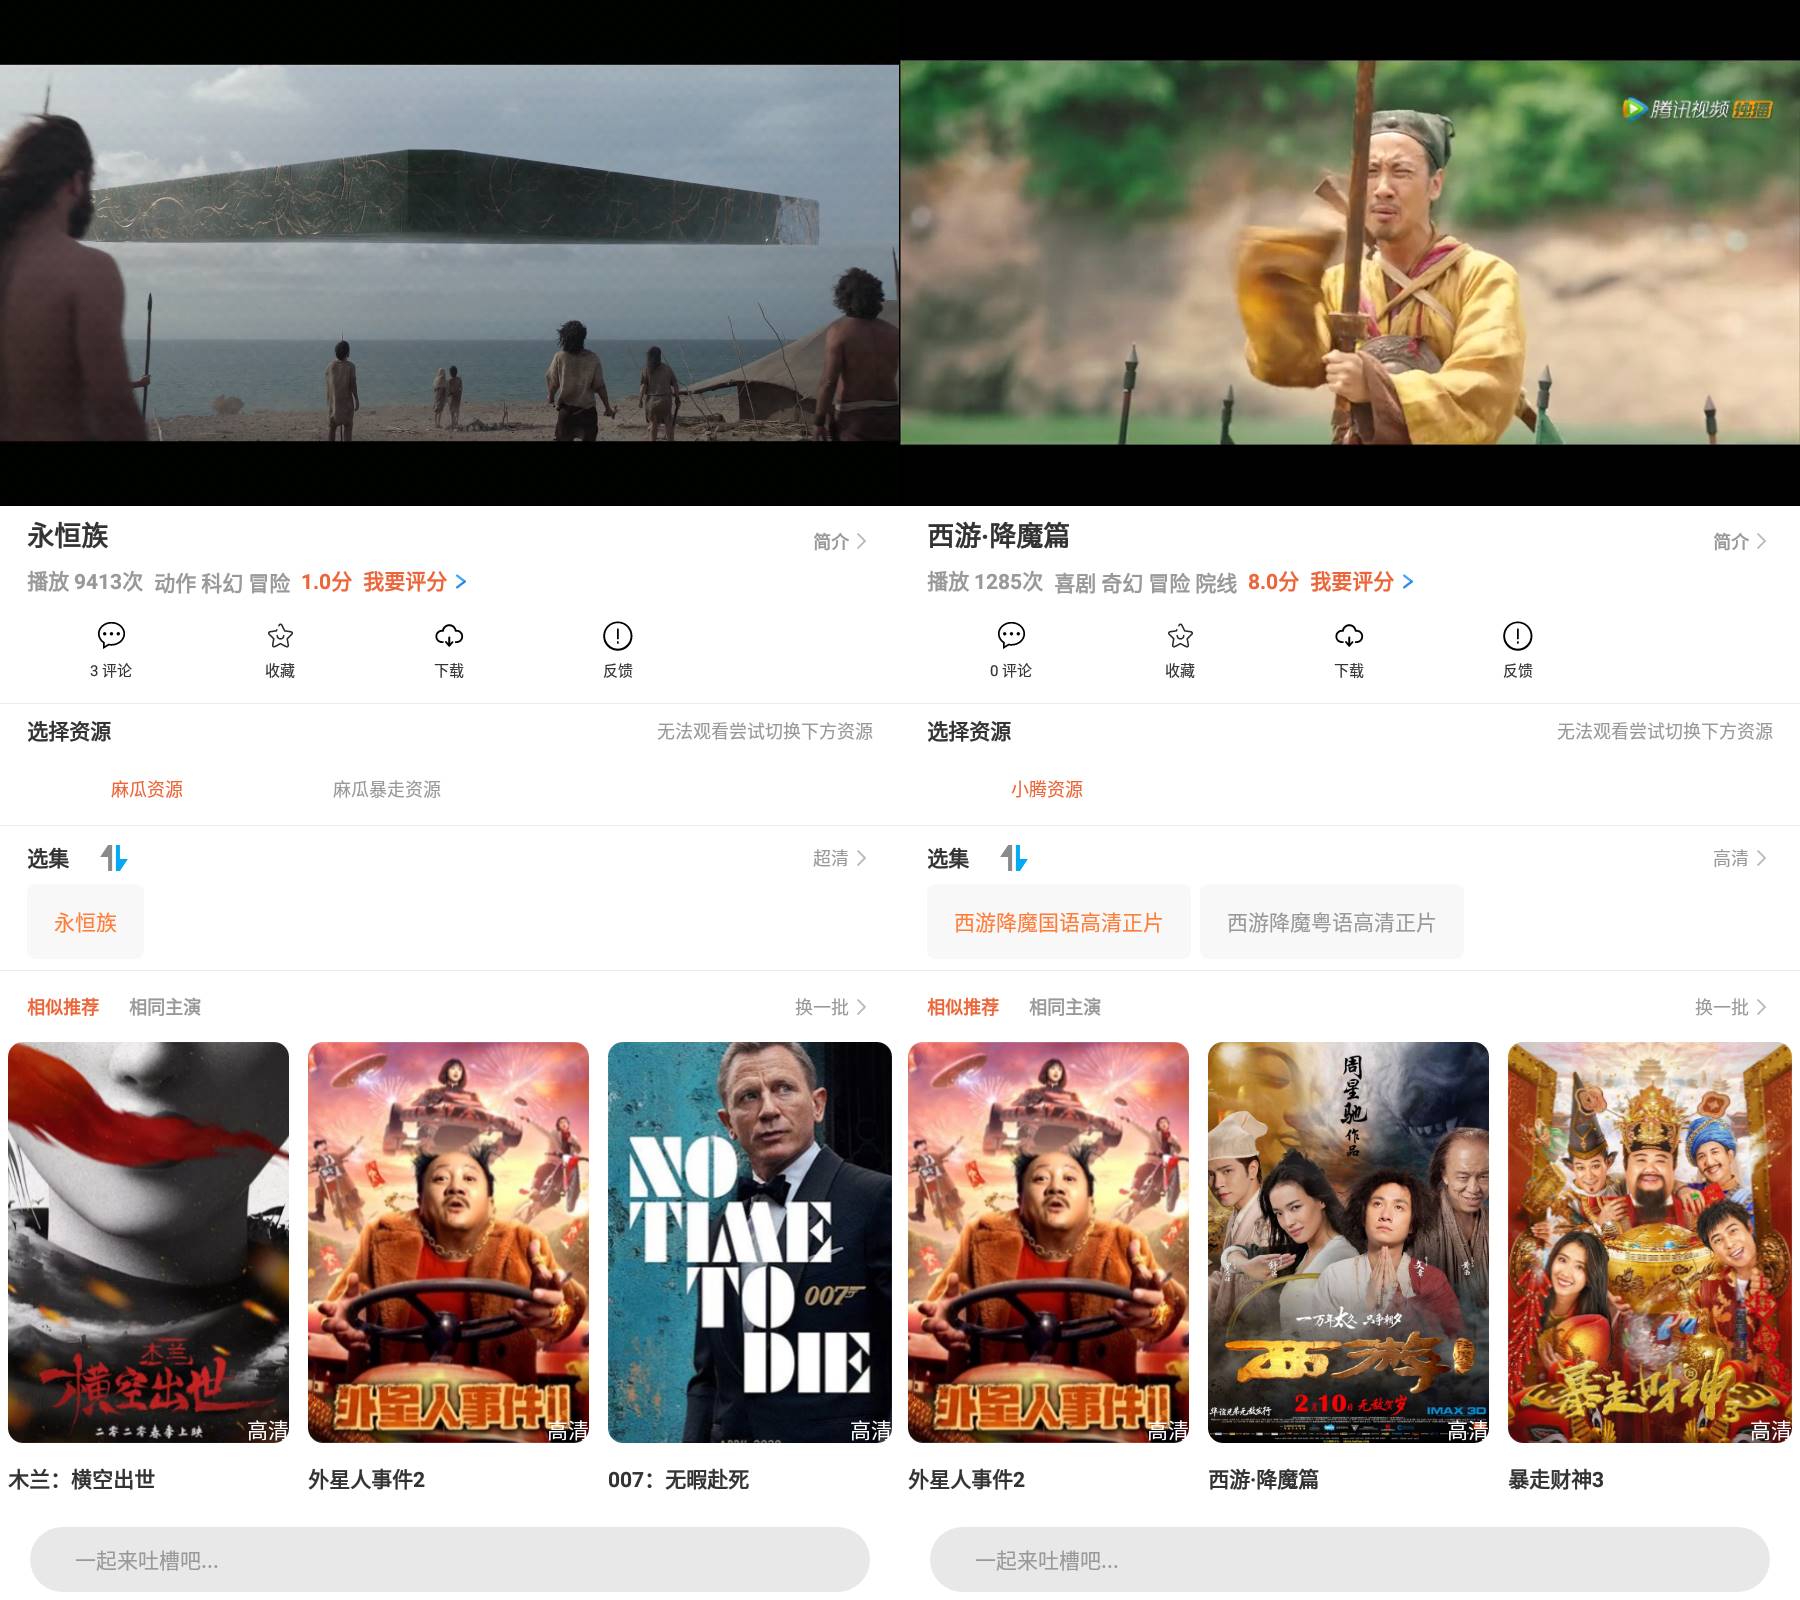 腾讯视频 独播
永恒族
简介
播放 9413次 动作 科幻 冒险 1.0分 我要评分
3 评论 收藏 下载 反馈
选择资源 无法观看尝试切换下方资源
麻瓜资源 麻瓜暴走资源
选集 超清
永恒族
相似推荐 相同主演 换一批
木兰
横空出世
二零二零春季上映
高清
外星人事件II
高清
NO
TIME
TO
007
DIE
高清
木兰：横空出世 外星人事件2 007：无暇赴死
一起来吐槽吧...
西游·降魔篇
简介
播放 1285次 喜剧 奇幻 冒险 院线 8.0分 我要评分
0 评论 收藏 下载 反馈
选择资源 无法观看尝试切换下方资源
小腾资源
选集 高清
西游降魔国语高清正片 西游降魔粤语高清正片
相似推荐 相同主演 换一批
外星人事件II
高清
周星驰作品
一万年太久 只争朝夕
西游
2月10日 无敌贺岁
IMAX 3D
高清
暴走财神
高清
外星人事件2 西游·降魔篇 暴走财神3
一起来吐槽吧...